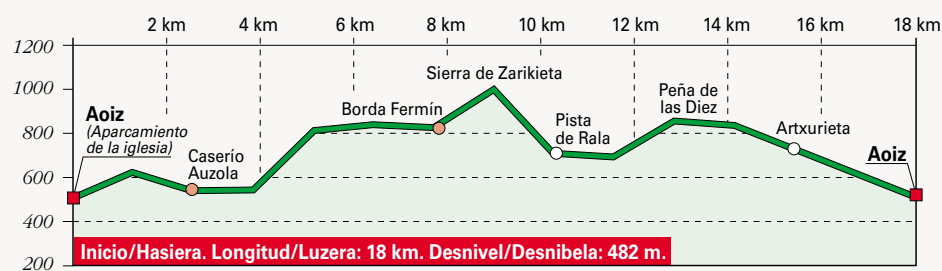 2 km 4 km 6 km 8 km 10 km 12 km 14 km 16 km 18 km
1200
1000
800
600
400
200
Aoiz
(Aparcamiento
de la iglesia)
Caserío
Auzola
Borda Fermín
Sierra de Zarikieta
Pista
de Rala
Peña de
las Diez
Artxurieta
Aoiz
Inicio/Hasiera. Longitud/Luzera: 18 km. Desnivel/Desnibela: 482 m.